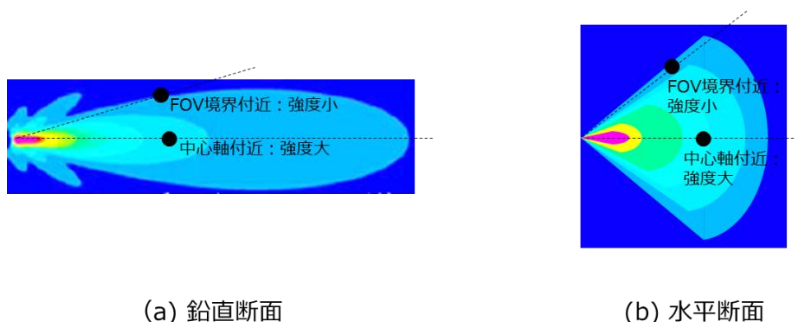 FOV境界付近：強度小
中心軸付近：強度大
FOV境界付近：
強度小
中心軸付近：
強度大
(a) 鉛直断面
(b) 水平断面